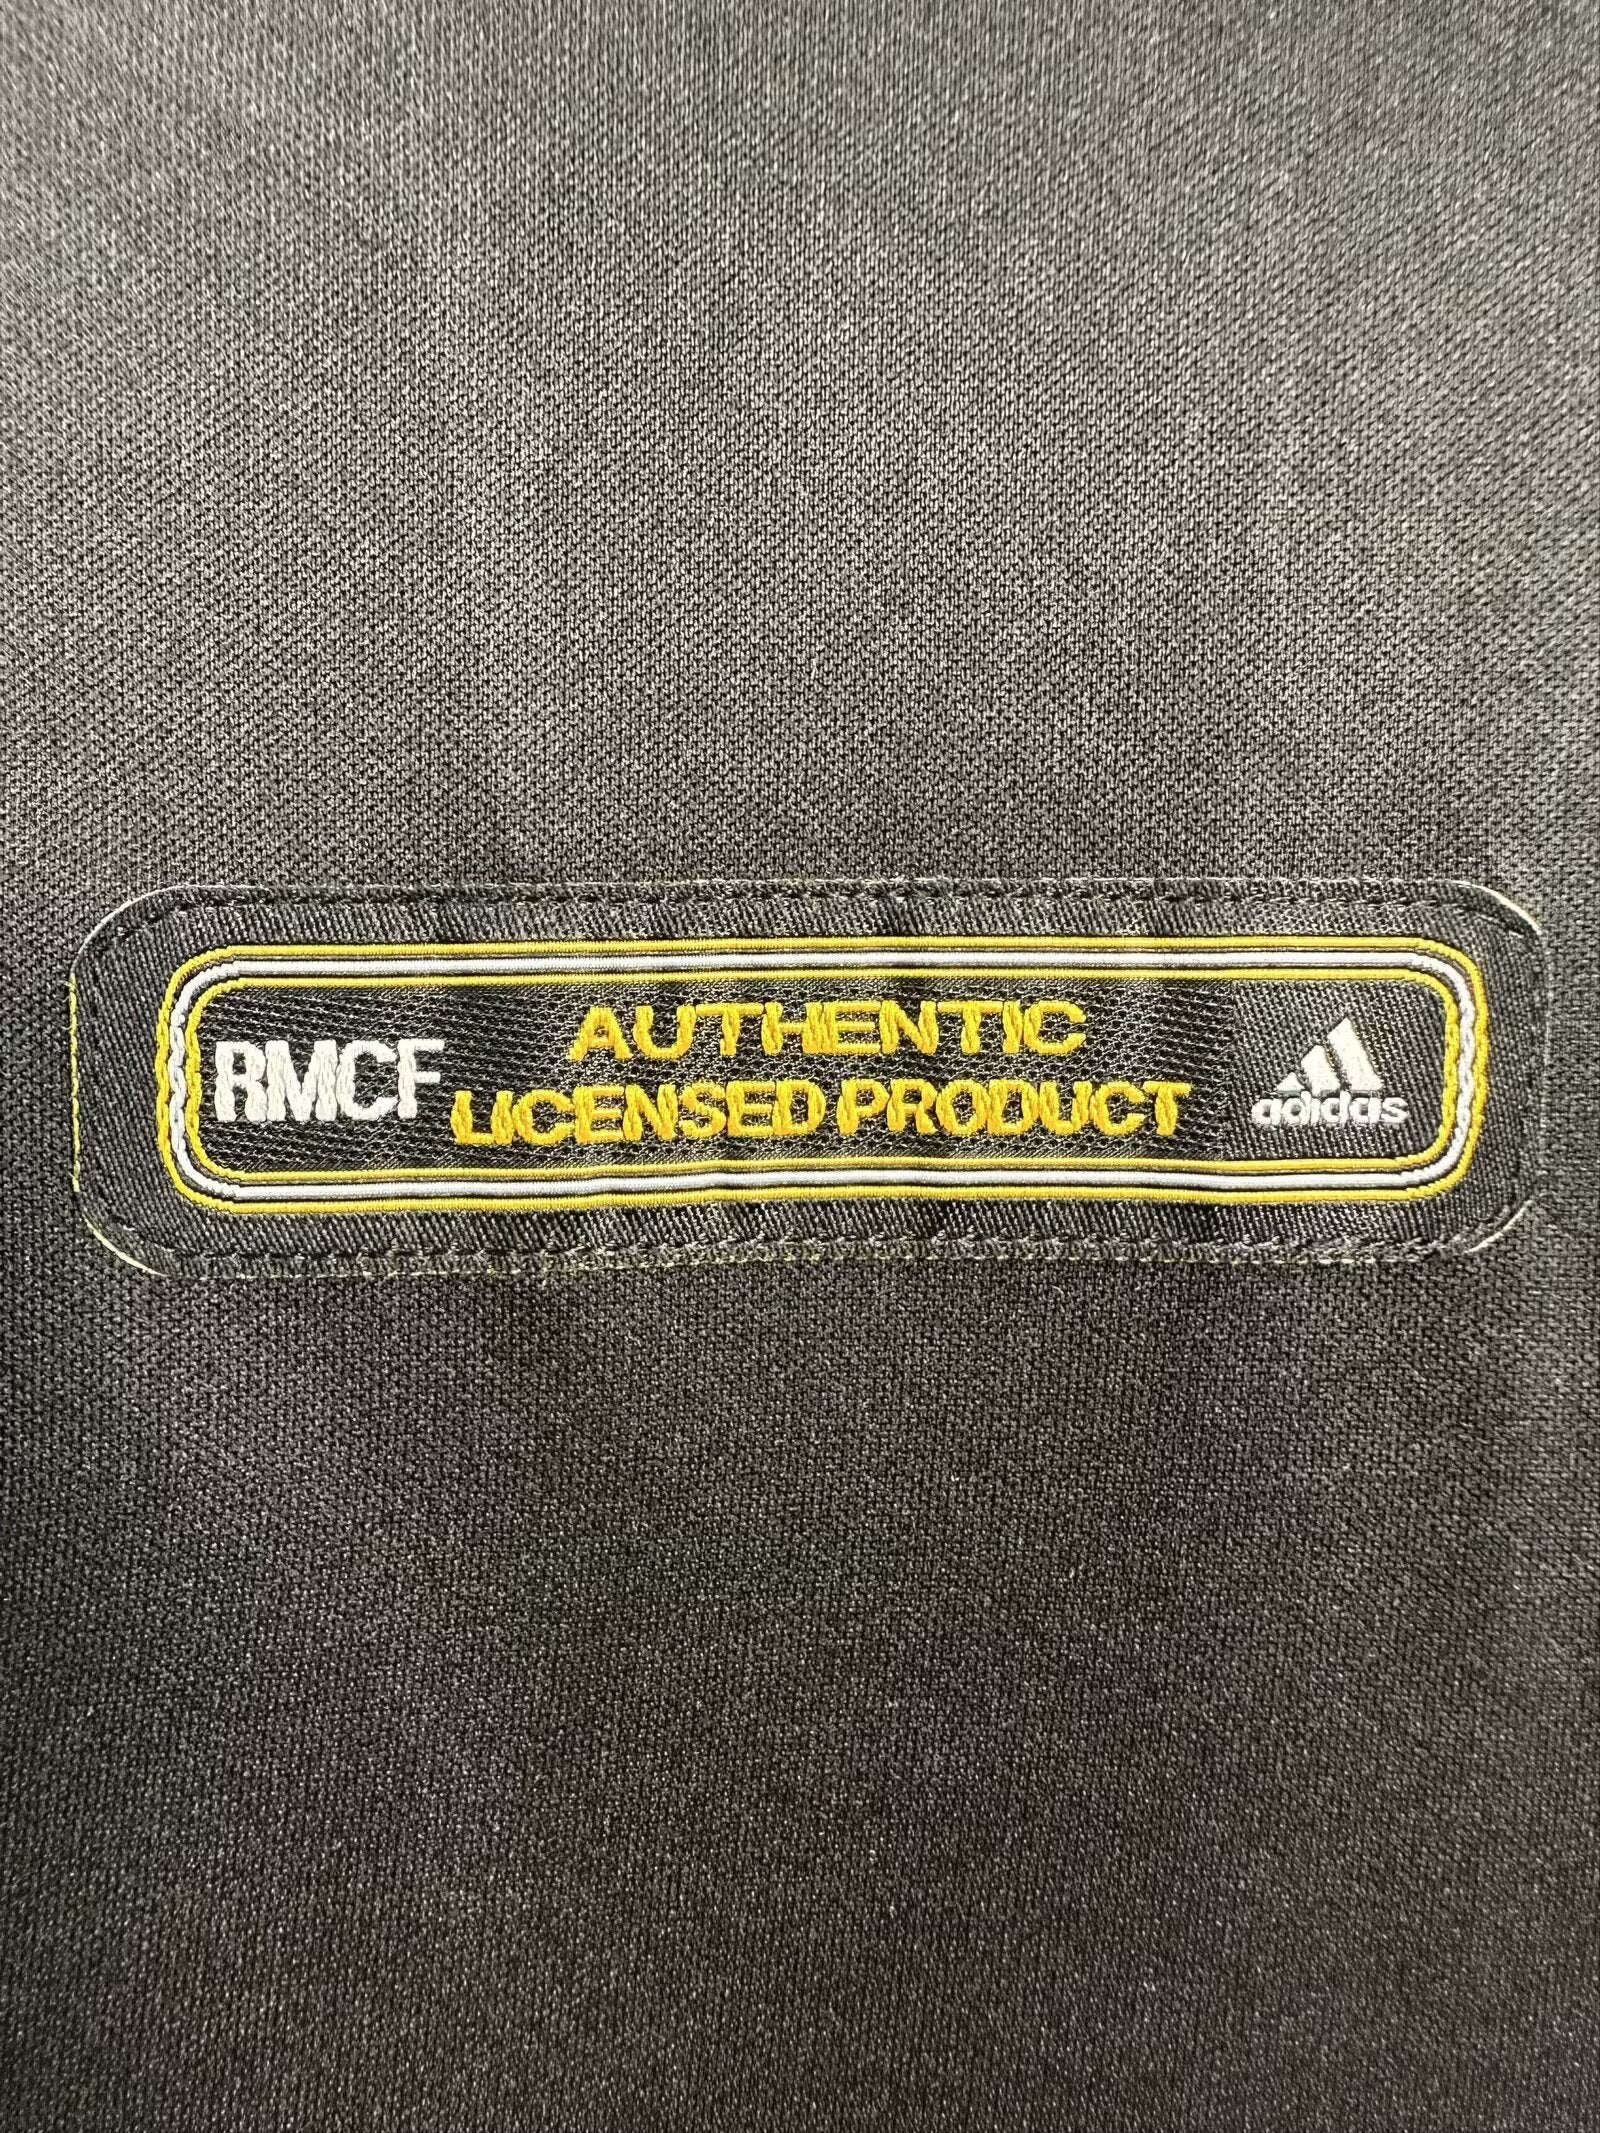 RMCF
AUTHENTIC
LICENSED PRODUCT
adidas